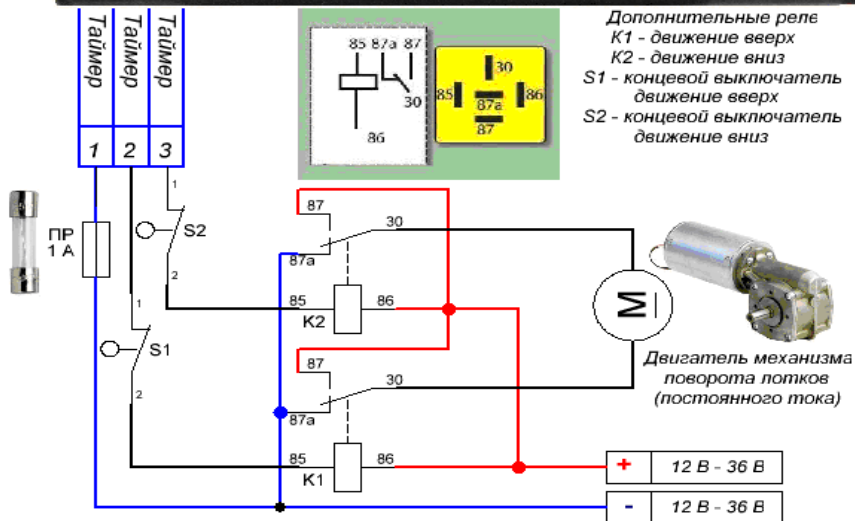 Таймер
Таймер
Таймер
1
2
3
85 87a 87
30
86
30
85
87a
86
87
Дополнительные реле
К1 - движение вверх
К2 - движение вниз
S1 - концевой выключатель
движение вверх
S2 - концевой выключатель
движение вниз
ПР
1 А
1
S2
2
1
S1
2
87
30
87a
85
86
К2
87
30
87a
85
86
К1
М
Двигатель механизма
поворота лотков
(постоянного тока)
+ 12 В - 36 В
- 12 В - 36 В